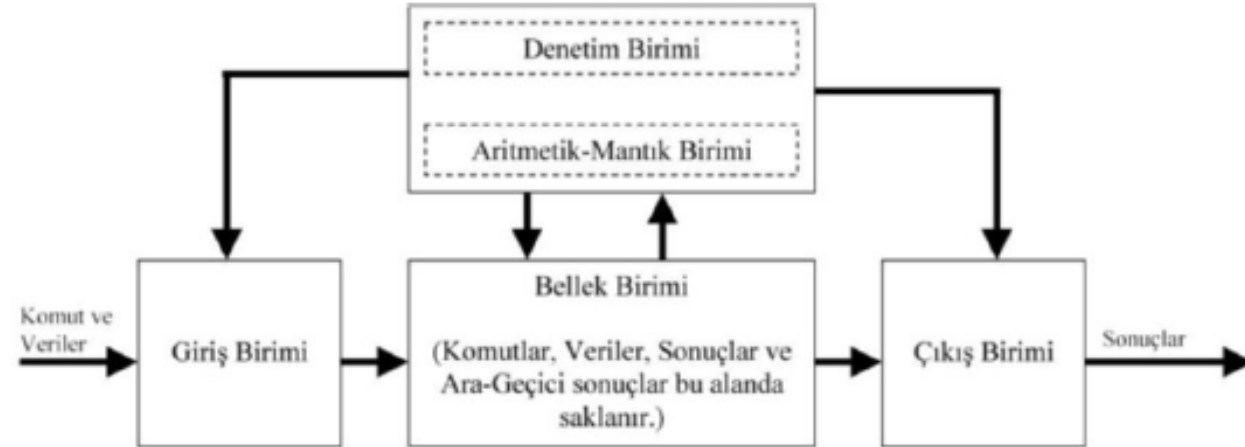 Denetim Birimi
Aritmetik-Mantık Birimi
Komut ve
Veriler
Giriş Birimi
Bellek Birimi
(Komutlar, Veriler, Sonuçlar ve
Ara-Geçici sonuçlar bu alanda
saklanır.)
Çıkış Birimi
Sonuçlar